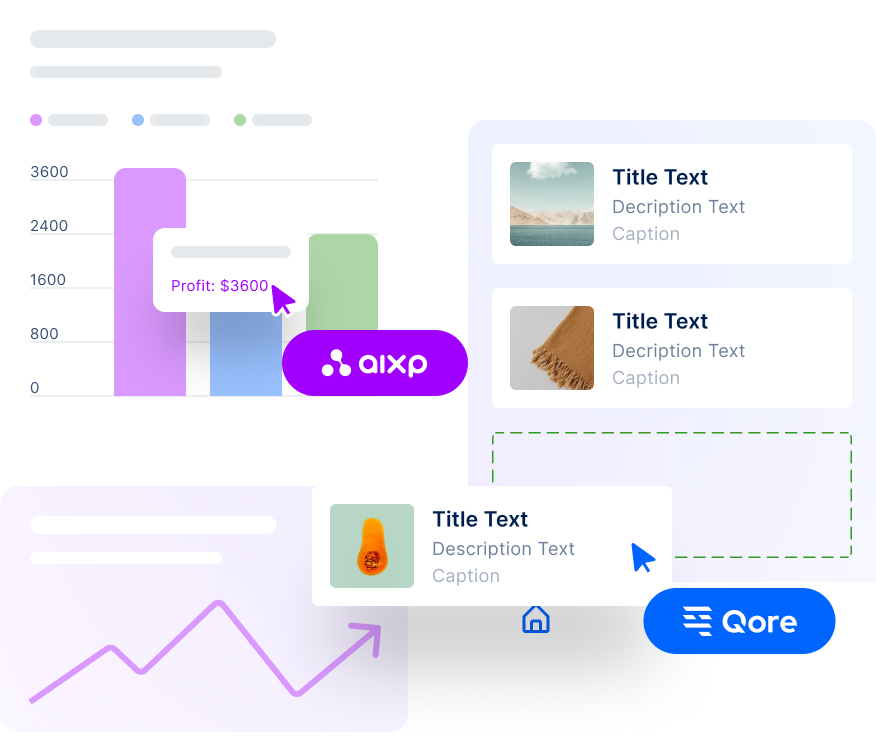 3600
2400
1600
800
0
Profit: $3600
aixp
Title Text
Decription Text
Caption
Title Text
Decription Text
Caption
Title Text
Description Text
Caption
Qore